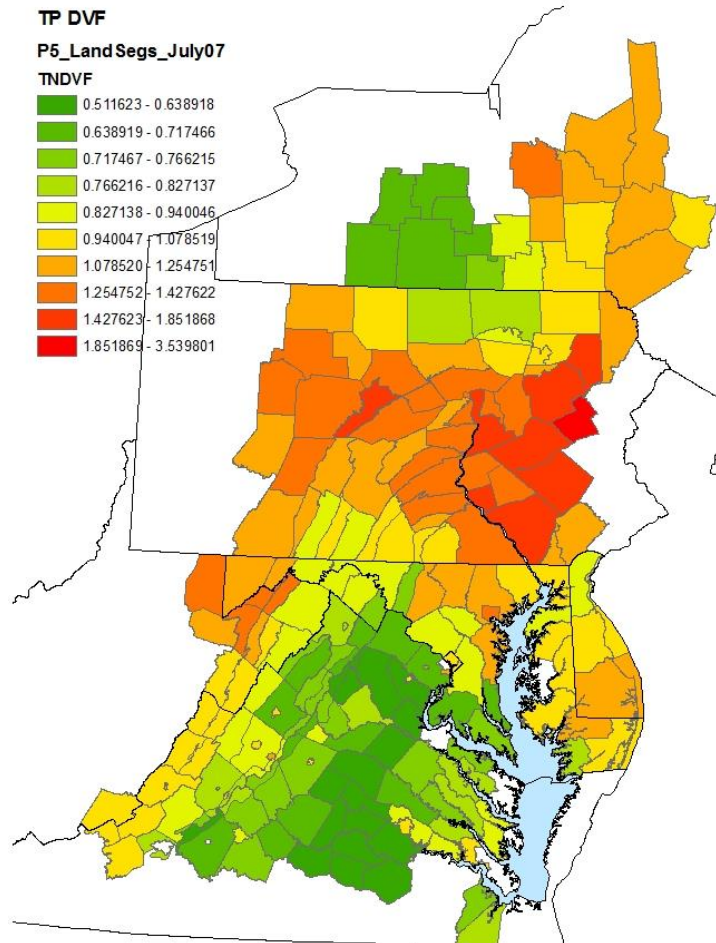 TP DVF
P5_LandSegs_July07
TNDVF
0.511623 - 0.638918
0.638919 - 0.717466
0.717467 - 0.766215
0.766216 - 0.827137
0.827138 - 0.940046
0.940047 - 1.078519
1.078520 - 1.254751
1.254752 - 1.427622
1.427623 - 1.851868
1.851869 - 3.539801